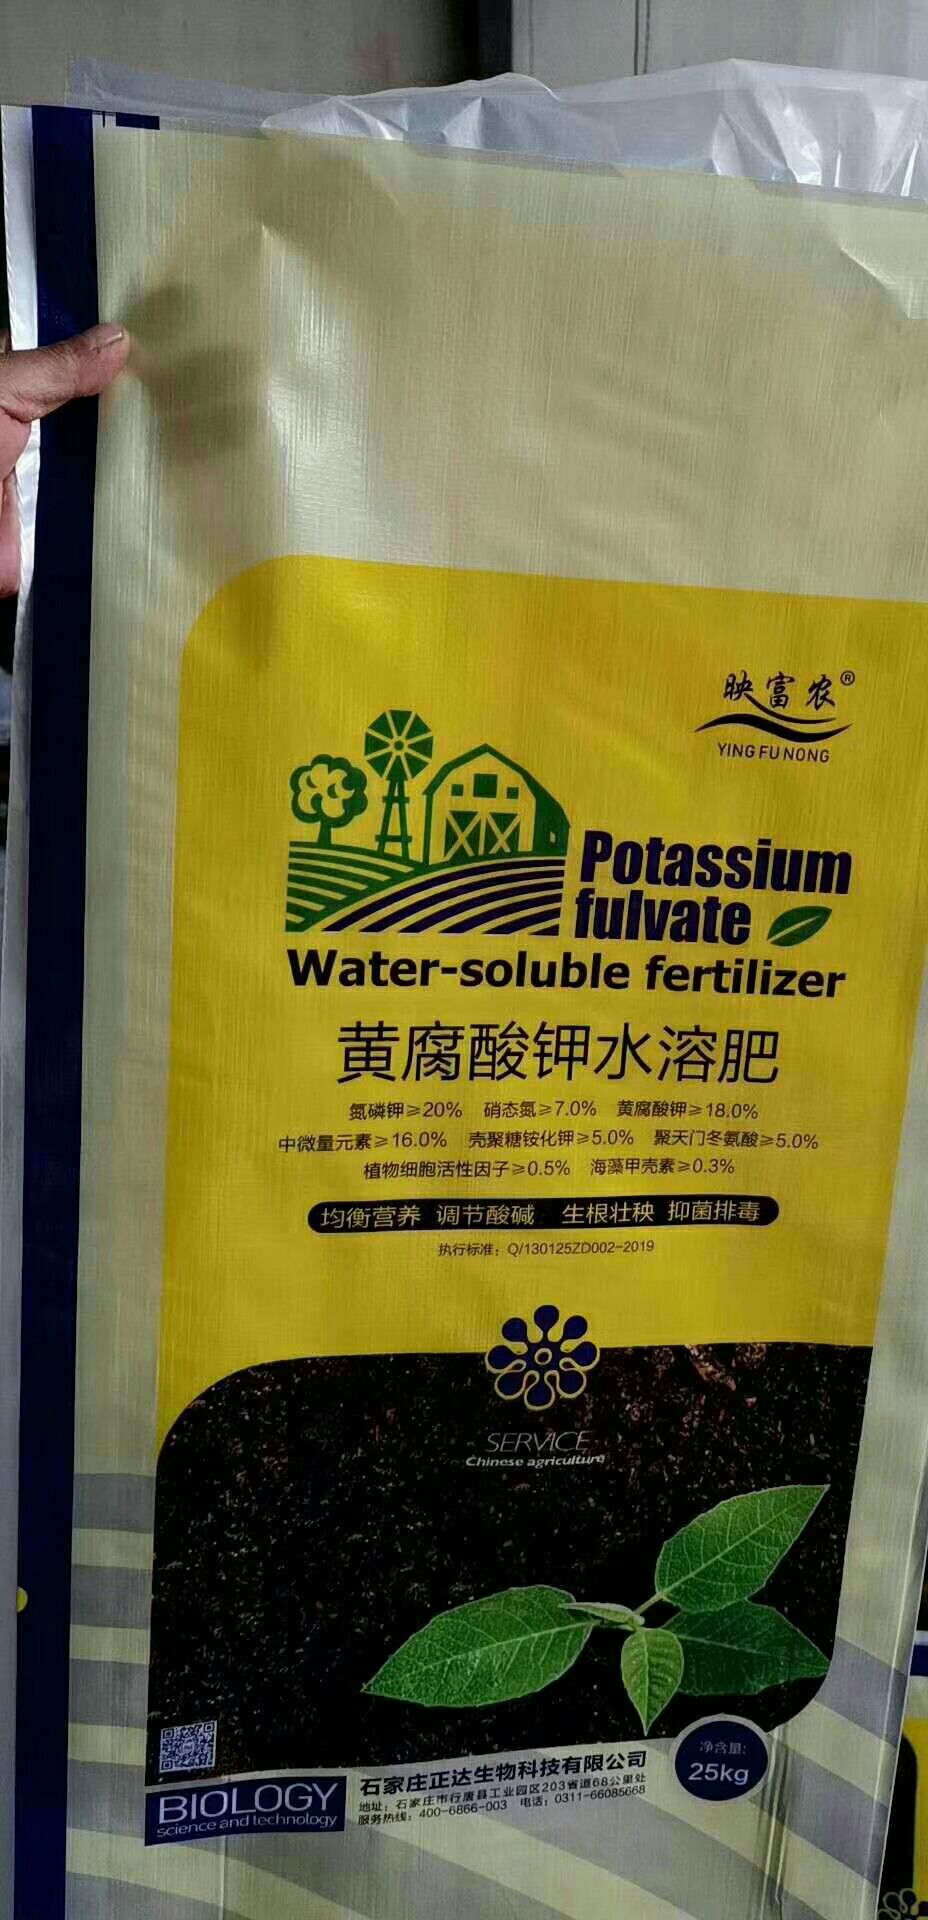 映富农®
YING FU NONG
Potassium
fulvate
Water-soluble fertilizer
黄腐酸钾水溶肥
氮磷钾≥20% 硝态氮≥7.0% 黄腐酸钾≥18.0%
中微量元素≥16.0% 壳聚糖铵化钾≥5.0% 聚天门冬氨酸≥5.0%
植物细胞活性因子≥0.5% 海藻甲壳素≥0.3%
均衡营养 调节酸碱 生根壮秧 抑菌排毒
执行标准：Q/130125ZD002-2019
SERVICE
Chinese agriculture
净含量:
25kg
BIOLOGY
science and technology
石家庄正达生物科技有限公司
地址：石家庄市行唐县工业园区203省道68公里处
服务热线：400-6866-003 电话：0311-66085668